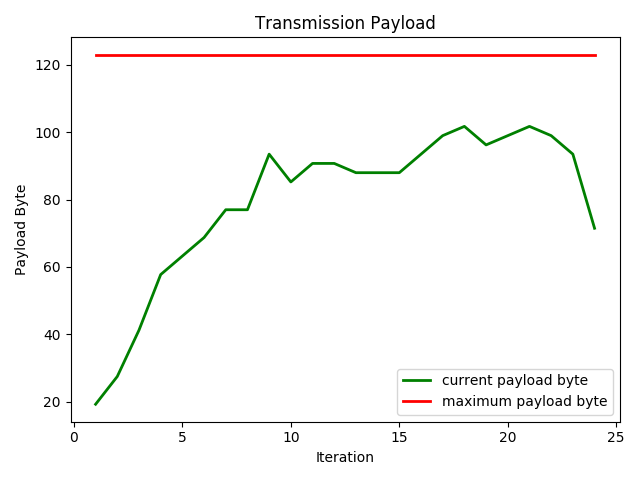 Transmission Payload
120
100
80
60
40
20
Payload Byte
0
5
10
15
20
25
Iteration
current payload byte
maximum payload byte